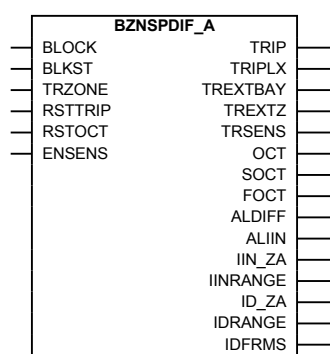 BZNSPDIF_A
BLOCK TRIP
BLKST TRIPLX
TRZONE TREXTBAY
RSTTRIP TREXTZ
RSTOCT TRSENS
ENSENS OCT
SOCT
FOCT
ALDIFF
ALIIN
IIN_ZA
IINRANGE
ID_ZA
IDRANGE
IDFRMS